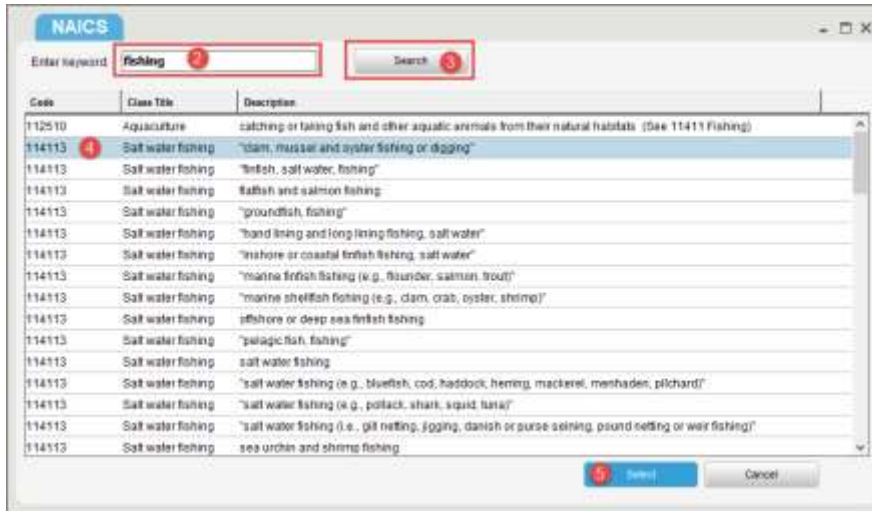 NAICS
Enter keyword fishing 2 Search 3
Code Class Title Description
112510 Aquaculture catching or taking fish and other aquatic animals from their natural habitats (See 11411 Fishing)
114113 4 Salt water fishing "clam, mussel and oyster fishing or digging"
114113 Salt water fishing "finfish, salt water, fishing"
114113 Salt water fishing flatfish and salmon fishing
114113 Salt water fishing "groundfish, fishing"
114113 Salt water fishing "hand lining and long lining fishing, salt water"
114113 Salt water fishing "inshore or coastal finfish fishing, salt water"
114113 Salt water fishing "marine finfish fishing (e.g., flounder, salmon, trout)"
114113 Salt water fishing "marine shellfish fishing (e.g., clam, crab, oyster, shrimp)"
114113 Salt water fishing offshore or deep sea finfish fishing
114113 Salt water fishing "pelagic fish, fishing"
114113 Salt water fishing salt water fishing
114113 Salt water fishing "salt water fishing (e.g., bluefish, cod, haddock, herring, mackerel, menhaden, pilchard)"
114113 Salt water fishing "salt water fishing (e.g., pollack, shark, squid, tuna)"
114113 Salt water fishing "salt water fishing (i.e., gill netting, jigging, danish or purse seining, pound netting or weir fishing)"
114113 Salt water fishing sea urchin and shrimp fishing
5 Select Cancel